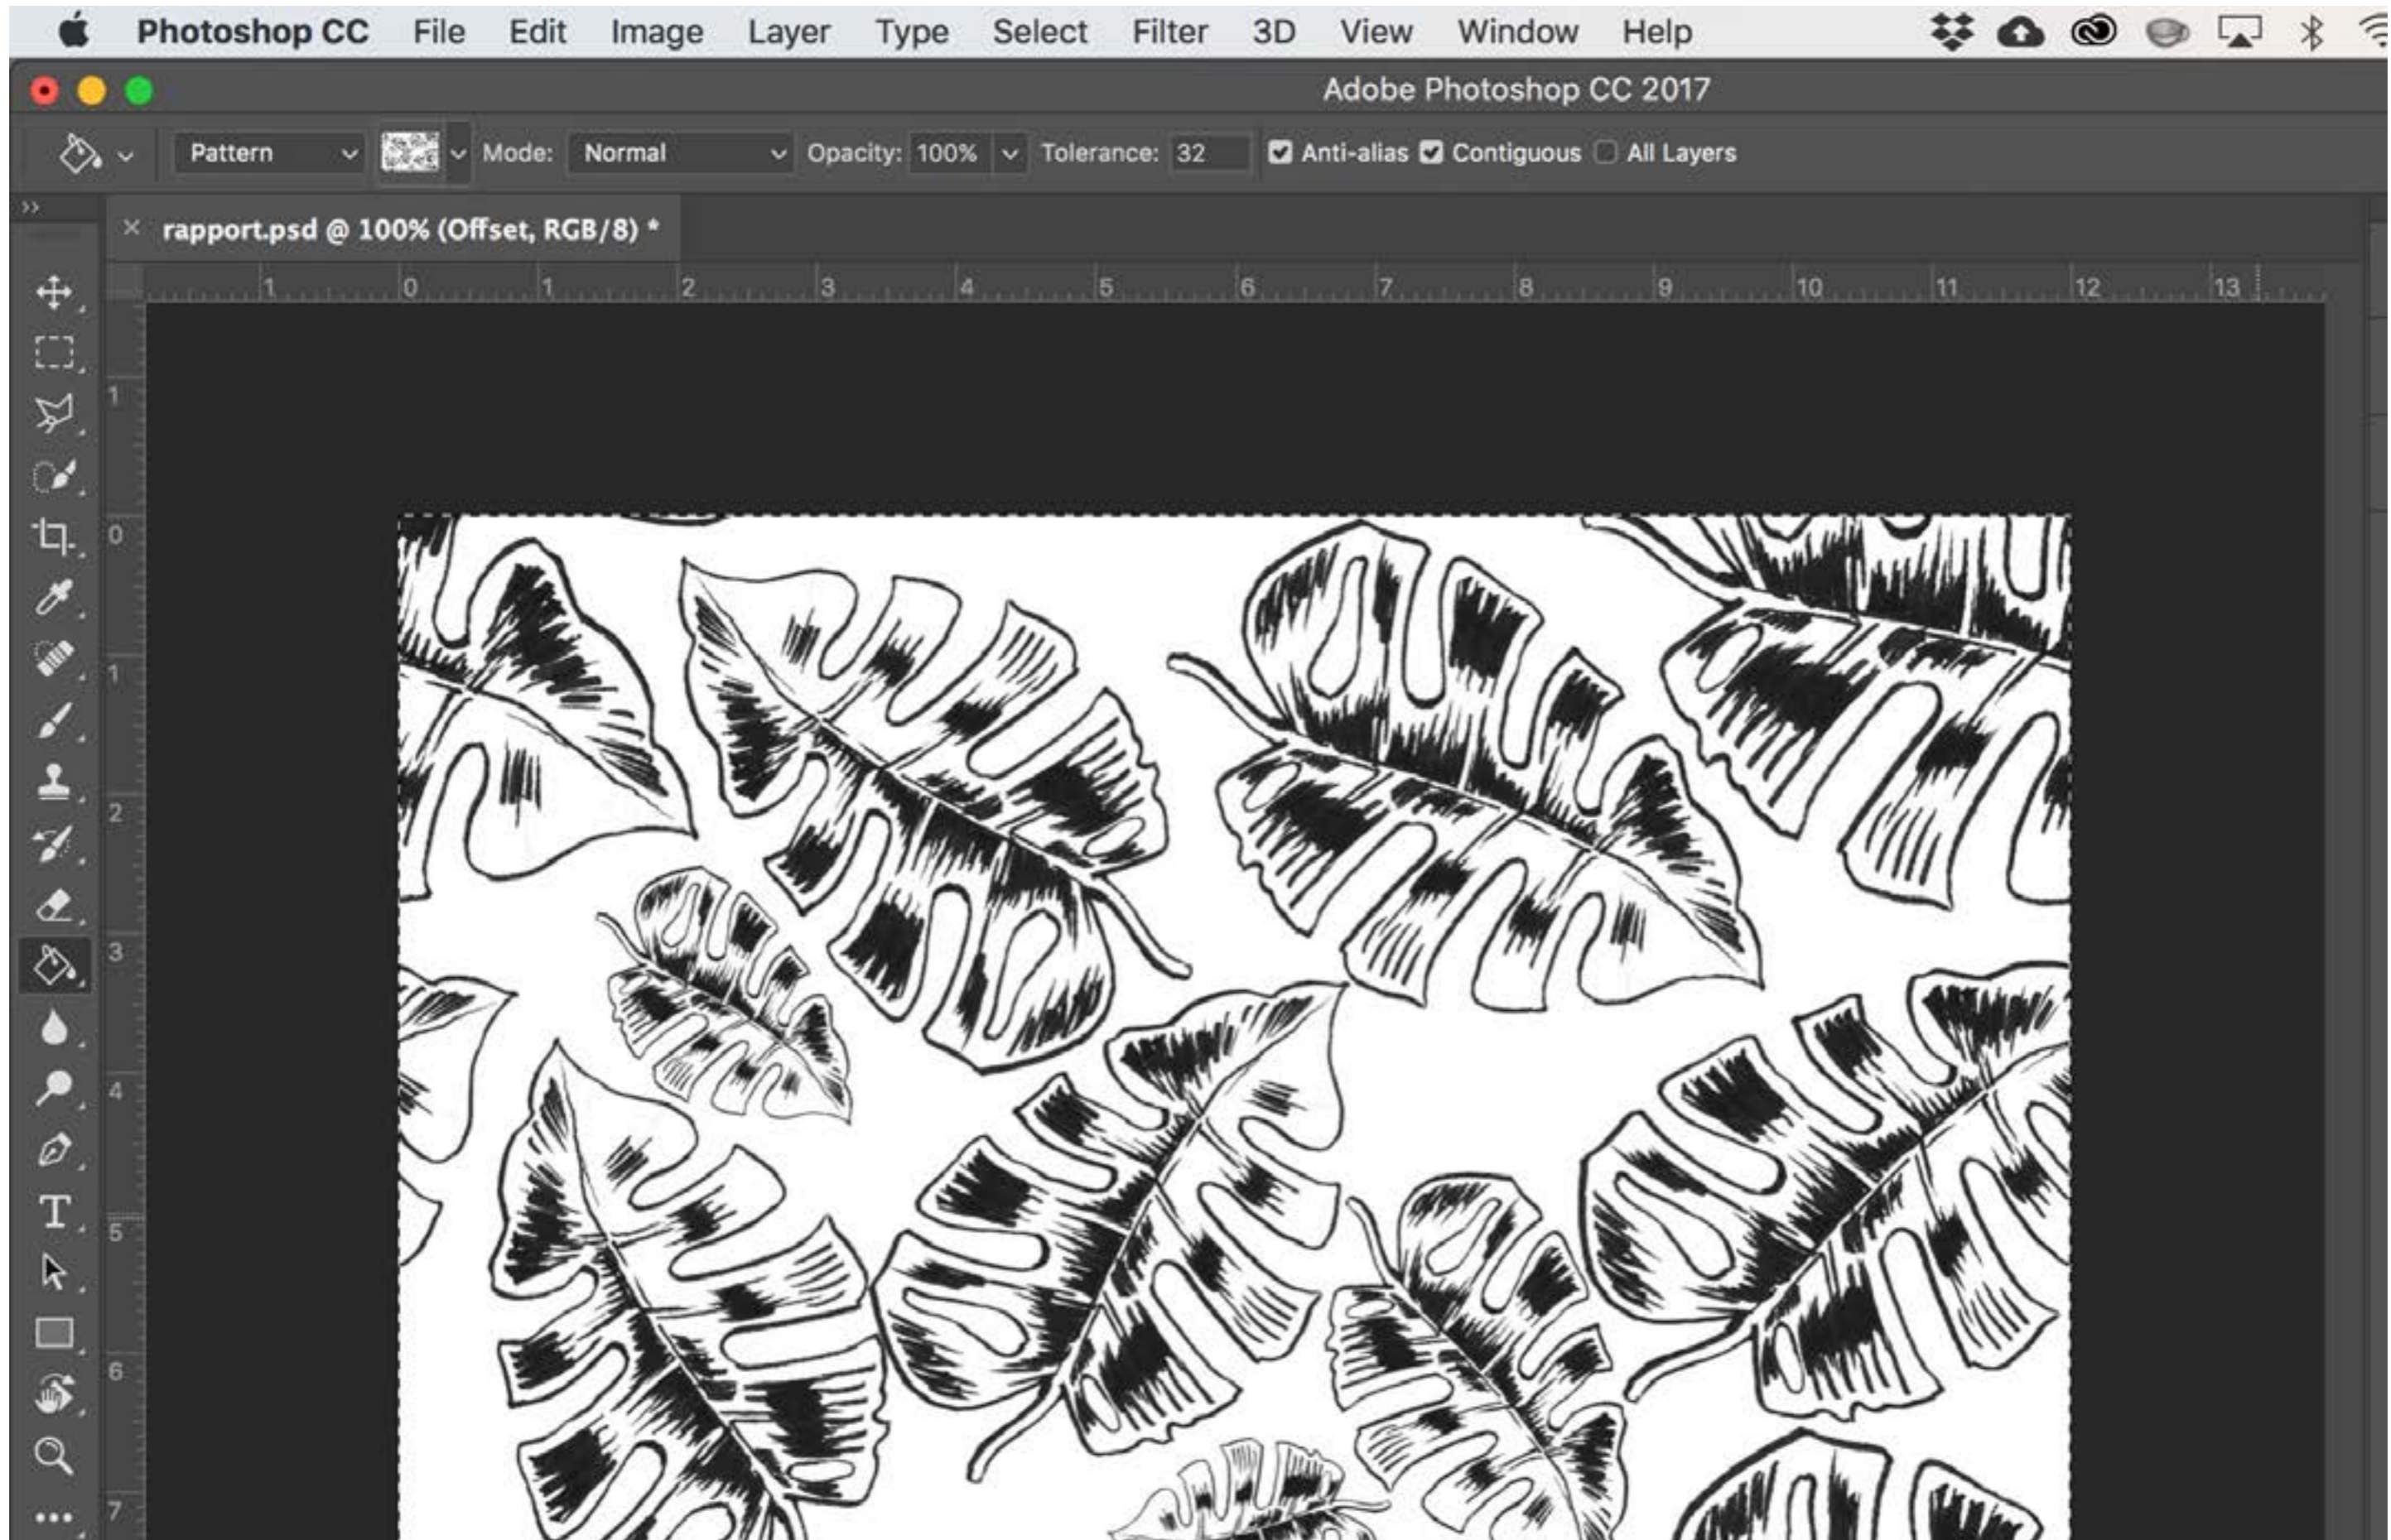 Photoshop CC File Edit Image Layer Type Select Filter 3D View Window Help
Adobe Photoshop CC 2017
Pattern Mode: Normal Opacity: 100% Tolerance: 32 Anti-alias Contiguous All Layers
rapport.psd @ 100% (Offset, RGB/8) *
1 0 1 2 3 4 5 6 7 8 9 10 11 12 13
1
0
1
2
3
4
5
6
7